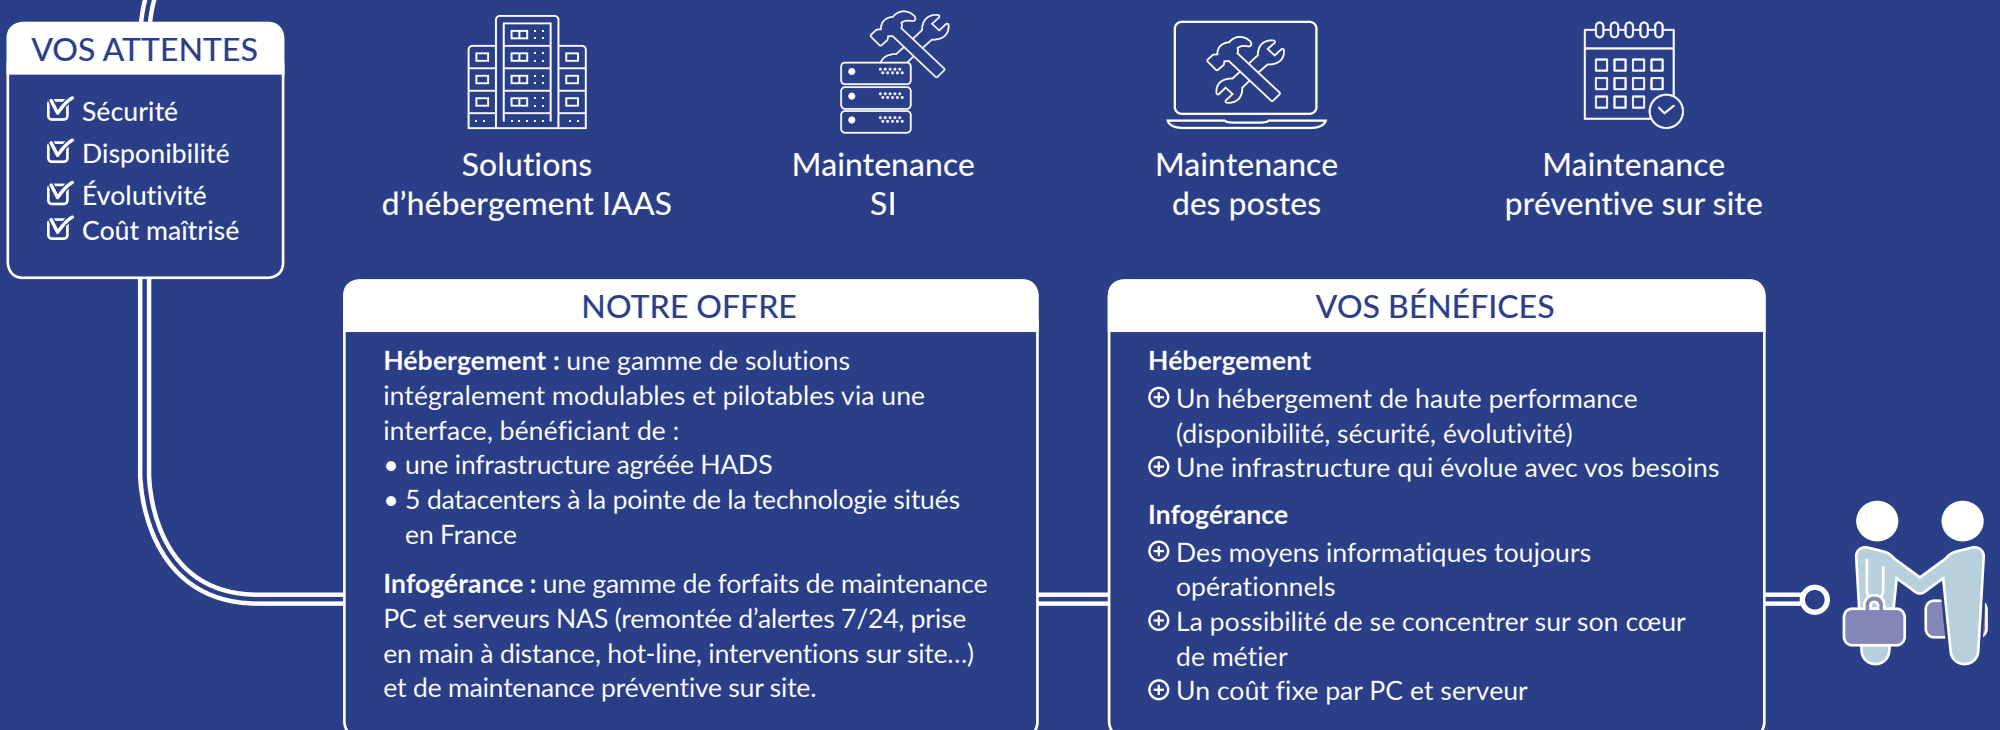 VOS ATTENTES
Sécurité
Disponibilité
Évolutivité
Coût maîtrisé
Solutions
d’hébergement IAAS
Maintenance
SI
Maintenance
des postes
Maintenance
préventive sur site
NOTRE OFFRE
Hébergement : une gamme de solutions
intégralement modulables et pilotables via une
interface, bénéficiant de :
• une infrastructure agréée HADS
• 5 datacenters à la pointe de la technologie situés
en France
Infogérance : une gamme de forfaits de maintenance
PC et serveurs NAS (remontée d’alertes 7/24, prise
en main à distance, hot-line, interventions sur site…)
et de maintenance préventive sur site.
VOS BÉNÉFICES
Hébergement
Un hébergement de haute performance
(disponibilité, sécurité, évolutivité)
Une infrastructure qui évolue avec vos besoins
Infogérance
Des moyens informatiques toujours
opérationnels
La possibilité de se concentrer sur son cœur
de métier
Un coût fixe par PC et serveur